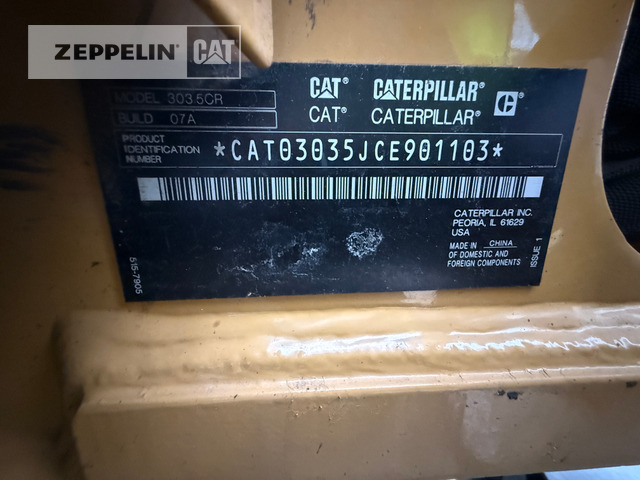 ZEPPELIN CAT
CAT CATERPILLAR C
CAT CATERPILLAR
MODEL 303.5CR
BUILD 07A
PRODUCT
IDENTIFICATION
NUMBER *CAT03035JCE901103*
CATERPILLAR INC.
PEORIA, IL 61629
USA
MADE IN CHINA
OF DOMESTIC AND
FOREIGN COMPONENTS
ISSUE 1
515-7905